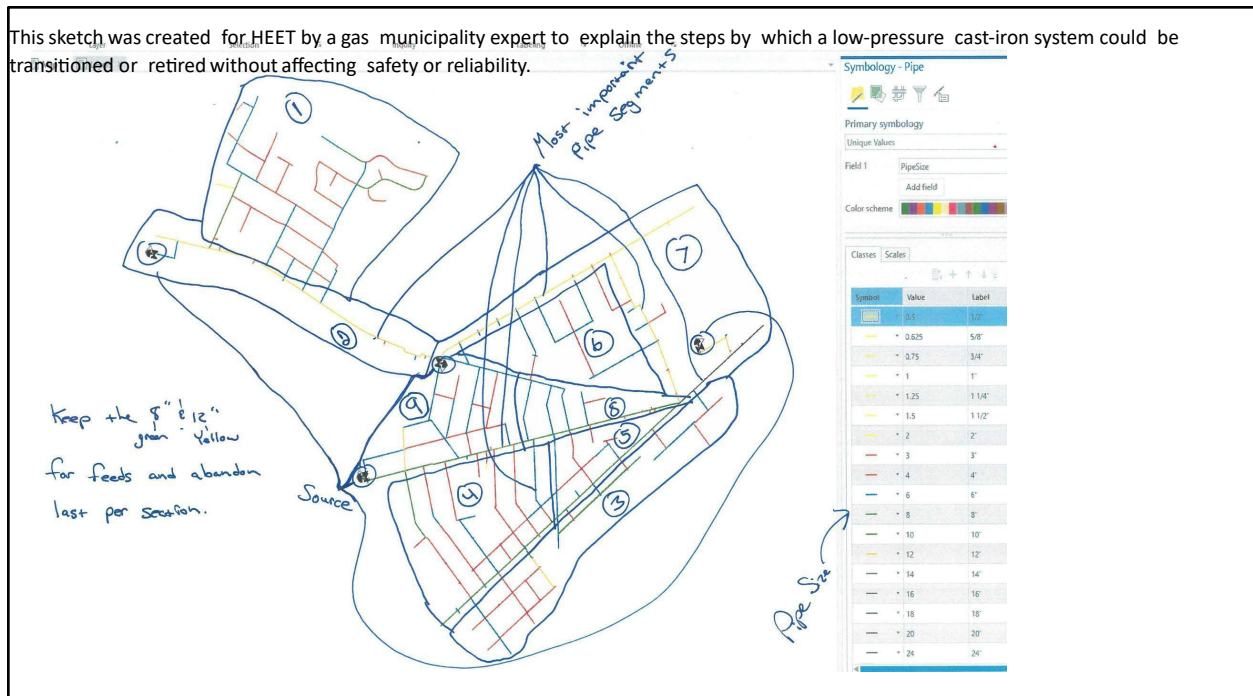 This sketch was created for HEET by a gas municipality expert to explain the steps by which a low-pressure cast-iron system could be
transitioned or retired without affecting safety or reliability.
Layer
Selection
Inquiry
Labeling
Offline
Most important
Pipe Segments
1
2
7
6
9
8
5
4
3
Keep the 8" & 12"
green Yellow
for feeds and abandon
last per section.
Source
Pipe Size
Symbology - Pipe
Primary symbology
Unique Values
Field 1 PipeSize
Add field
Color scheme
Classes Scales
Symbol Value Label
0.5 1/2"
0.625 5/8"
0.75 3/4"
1 1"
1.25 1 1/4"
1.5 1 1/2"
2 2"
3 3"
4 4"
6 6"
8 8"
10 10"
12 12"
14 14"
16 16"
18 18"
20 20"
24 24"